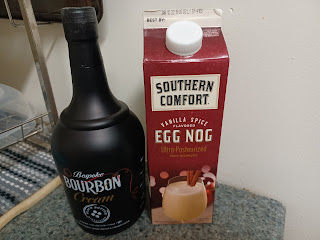 Bespoke
BOURBON
Cream
BEST BY:
SOUTHERN
COMFORT
VANILLA SPICE
FLAVORED
EGG NOG
Ultra-Pasteurized